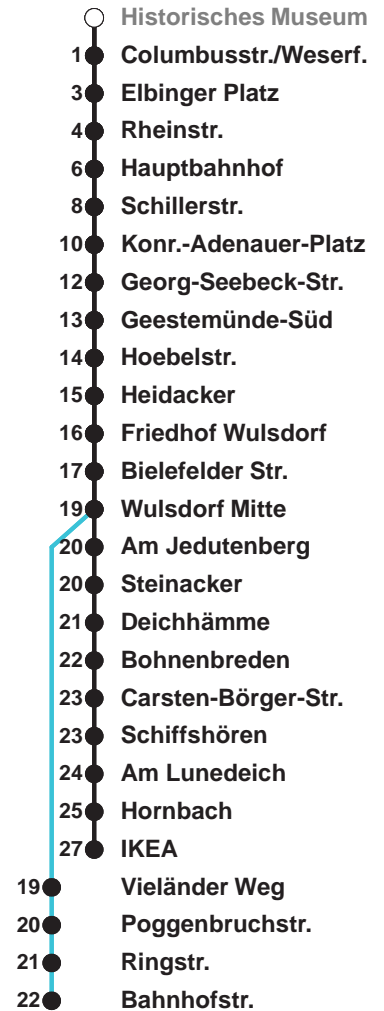 Historisches Museum
1 Columbusstr./Weserf.
3 Elbinger Platz
4 Rheinstr.
6 Hauptbahnhof
8 Schillerstr.
10 Konr.-Adenauer-Platz
12 Georg-Seebeck-Str.
13 Geestemünde-Süd
14 Hoebelstr.
15 Heidacker
16 Friedhof Wulsdorf
17 Bielefelder Str.
19 Wulsdorf Mitte
20 Am Jedutenberg
20 Steinacker
21 Deichhämme
22 Bohnenbreden
23 Carsten-Börger-Str.
23 Schiffshören
24 Am Lunedeich
25 Hornbach
27 IKEA
19 Vieländer Weg
20 Poggenbruchstr.
21 Ringstr.
22 Bahnhofstr.